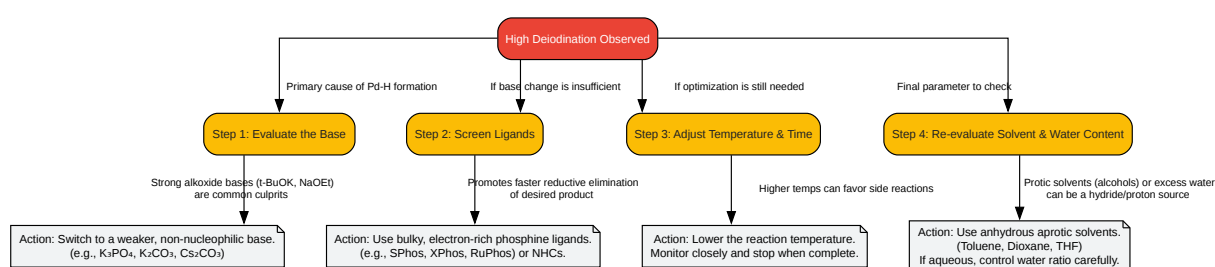 High Deiodination Observed
Primary cause of Pd-H formation
If base change is insufficient
If optimization is still needed
Final parameter to check
Step 1: Evaluate the Base
Step 2: Screen Ligands
Step 3: Adjust Temperature & Time
Step 4: Re-evaluate Solvent & Water Content
Strong alkoxide bases (t-BuOK, NaOEt)
are common culprits
Promotes faster reductive elimination
of desired product
Higher temps can favor side reactions
Protic solvents (alcohols) or excess water
can be a hydride/proton source
Action: Switch to a weaker, non-nucleophilic base.
(e.g., K₃PO₄, K₂CO₃, Cs₂CO₃)
Action: Use bulky, electron-rich phosphine ligands.
(e.g., SPhos, XPhos, RuPhos) or NHCs.
Action: Lower the reaction temperature.
Monitor closely and stop when complete.
Action: Use anhydrous aprotic solvents.
(Toluene, Dioxane, THF)
If aqueous, control water ratio carefully.